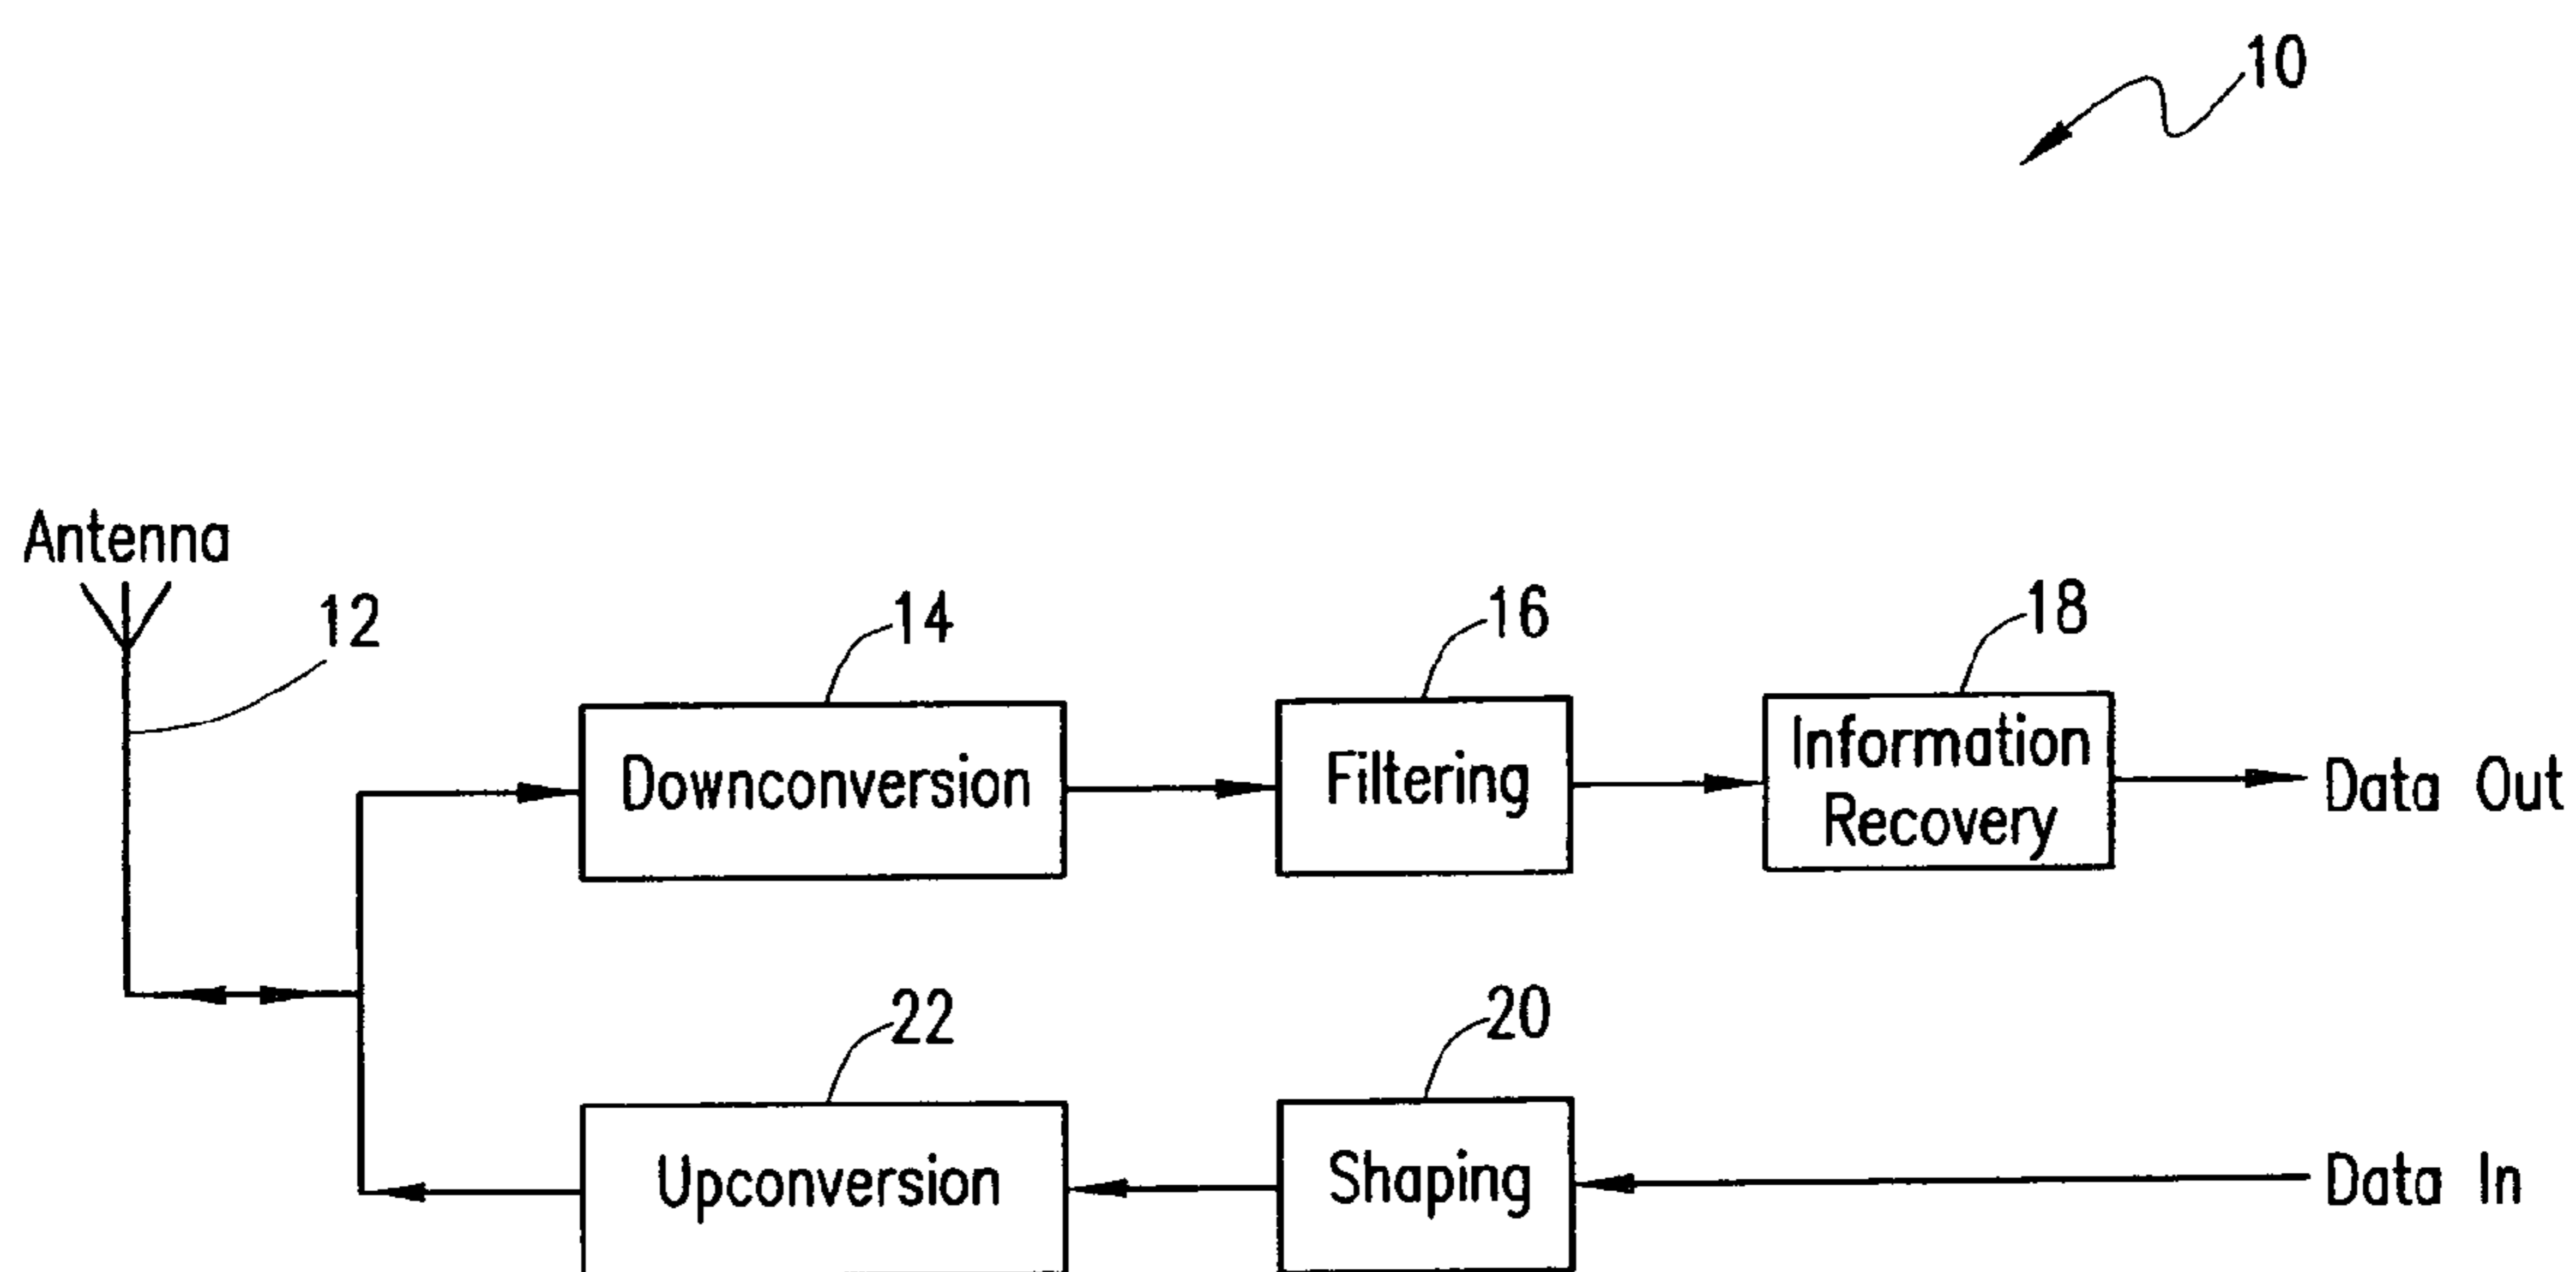 10
Antenna
12
14
16
18
Downconversion
Filtering
Information
Recovery
Data Out
22
20
Upconversion
Shaping
Data In